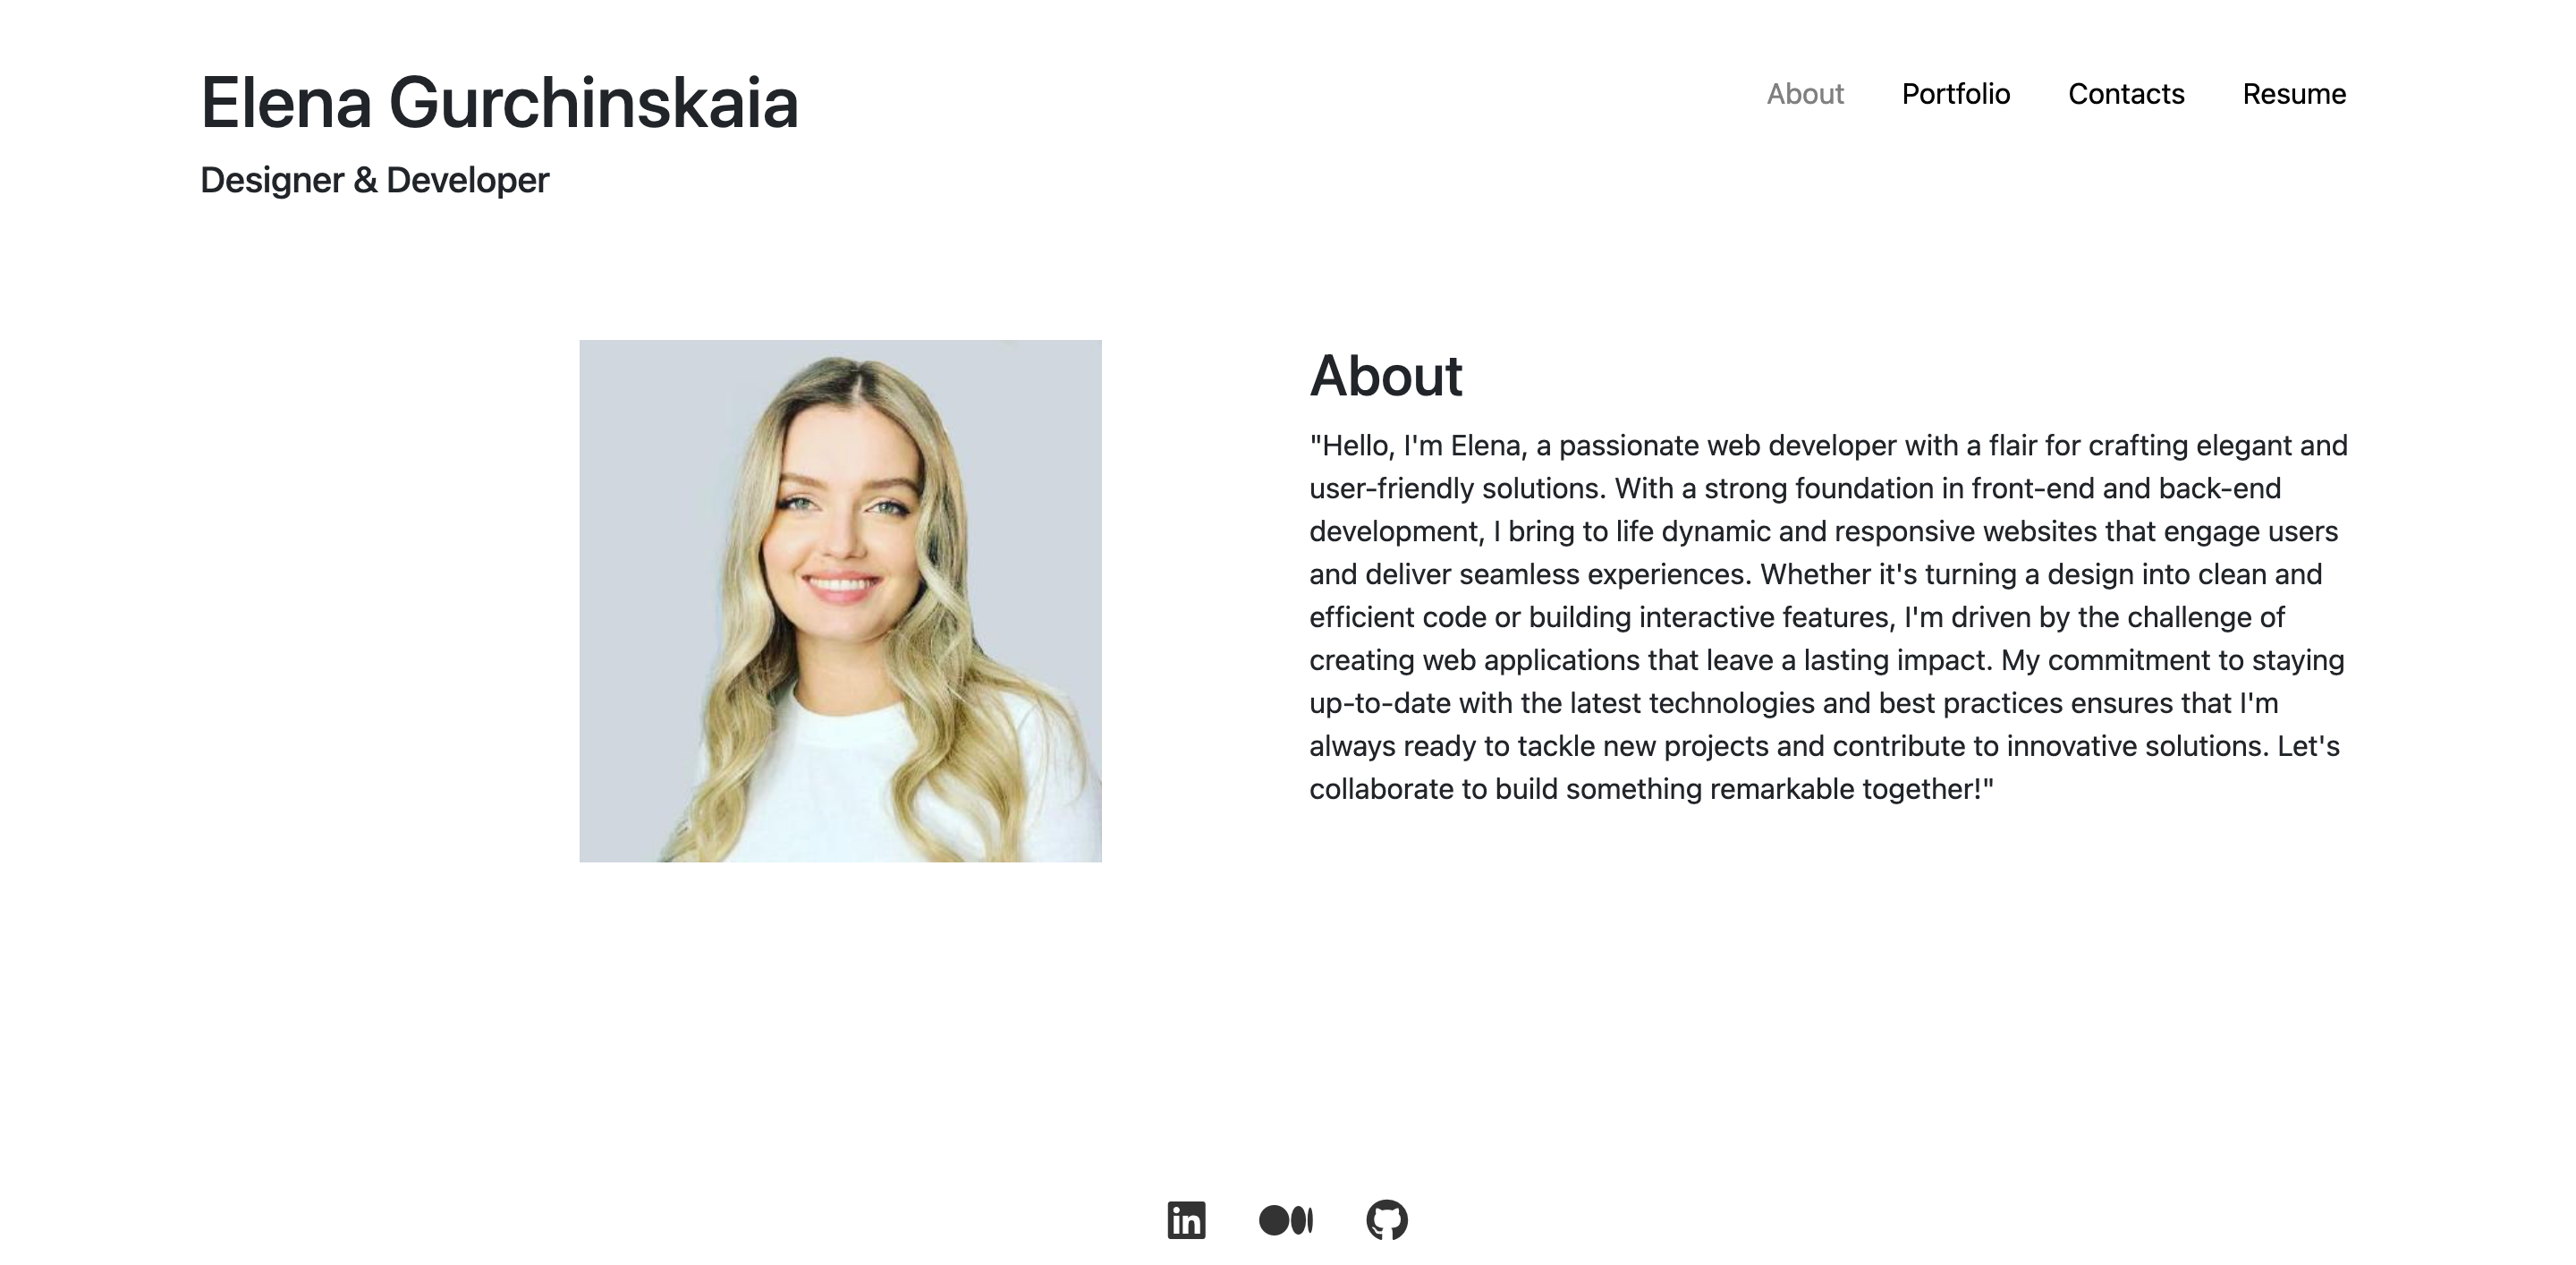 Elena Gurchinskaia
Designer & Developer
About
Portfolio
Contacts
Resume
About
"Hello, I'm Elena, a passionate web developer with a flair for crafting elegant and
user-friendly solutions. With a strong foundation in front-end and back-end
development, I bring to life dynamic and responsive websites that engage users
and deliver seamless experiences. Whether it's turning a design into clean and
efficient code or building interactive features, I'm driven by the challenge of
creating web applications that leave a lasting impact. My commitment to staying
up-to-date with the latest technologies and best practices ensures that I'm
always ready to tackle new projects and contribute to innovative solutions. Let's
collaborate to build something remarkable together!"
in